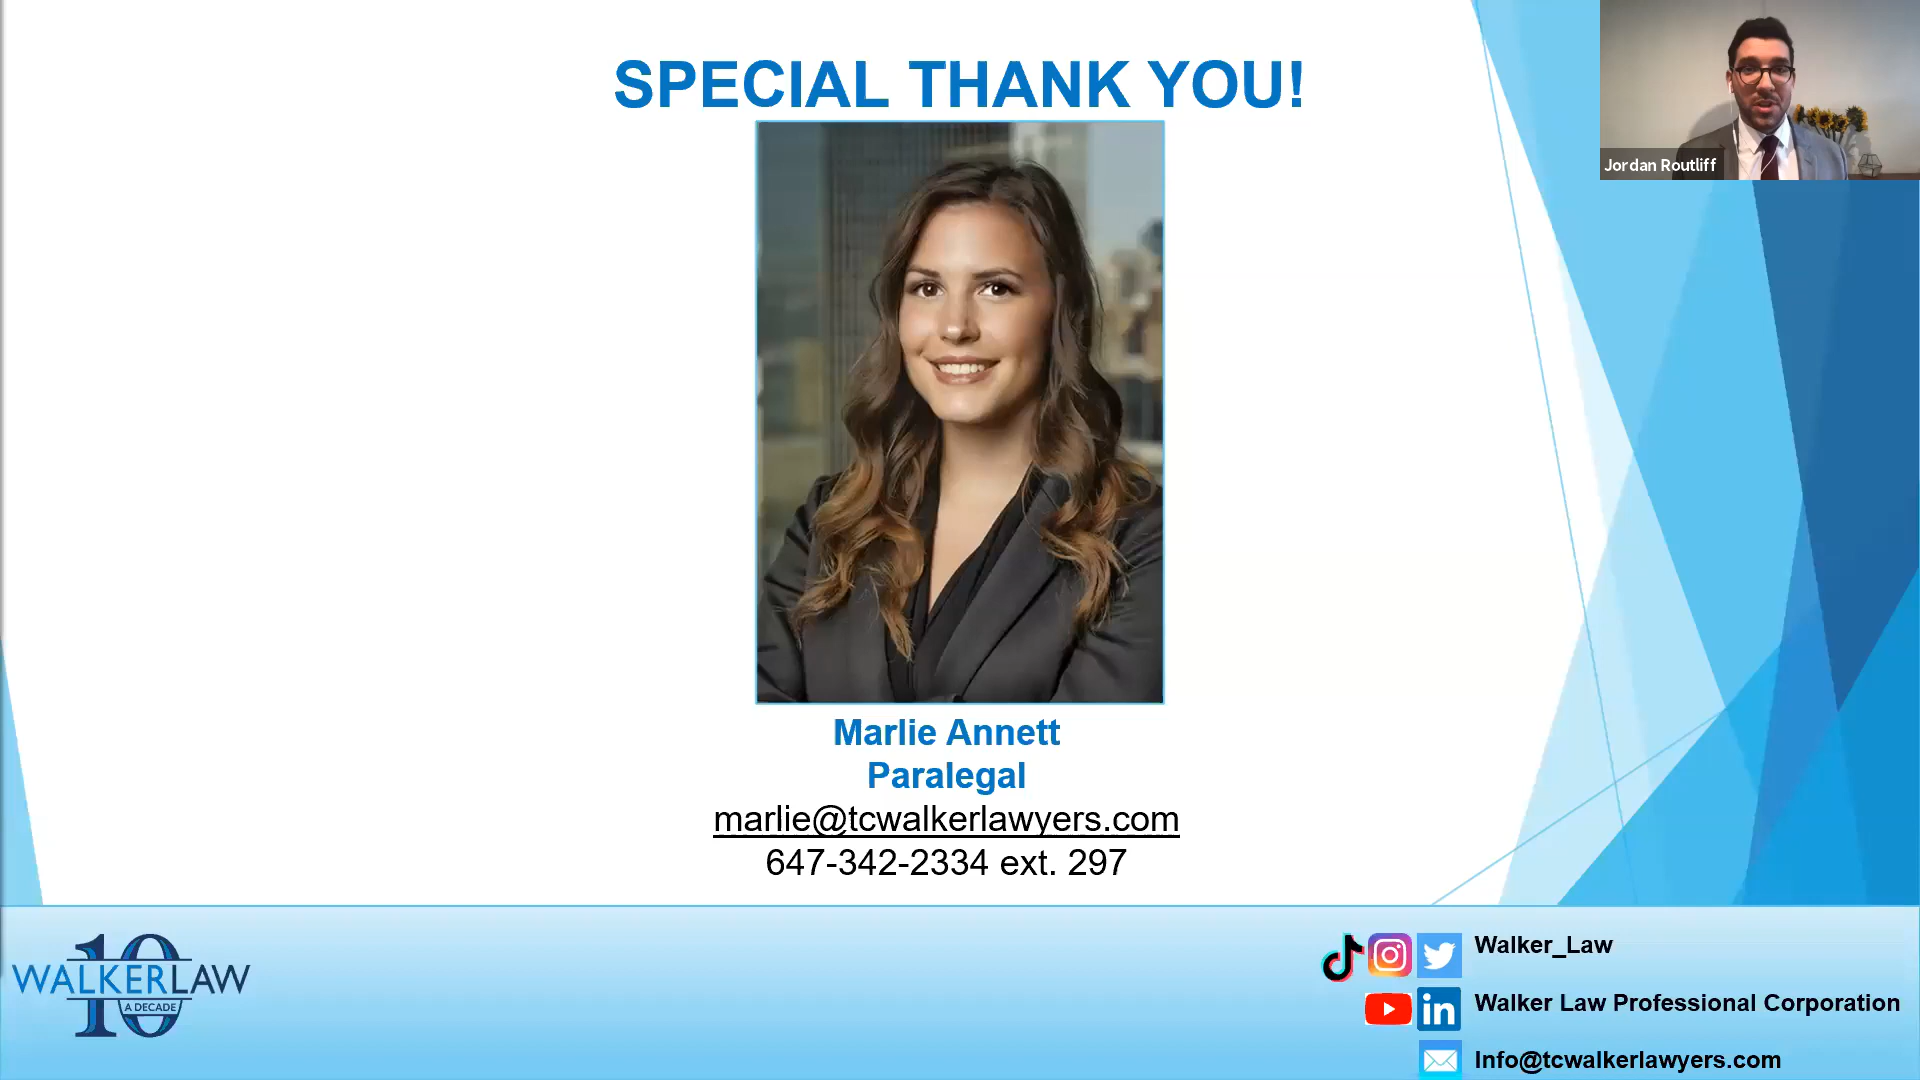 SPECIAL THANK YOU!
Jordan Routliff
Marlie Annett
Paralegal
marlie@tcwalkerlawyers.com
647-342-2334 ext. 297
10
WALKERLAW
A DECADE
Walker_Law
Walker Law Professional Corporation
Info@tcwalkerlawyers.com